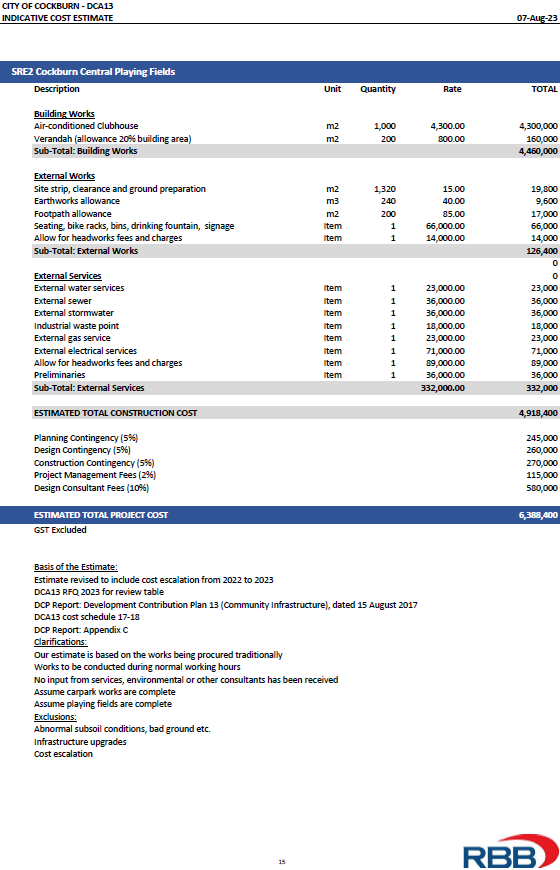 CITY OF COCKBURN - DCA13
INDICATIVE COST ESTIMATE 07-Aug-23
SRE2 Cockburn Central Playing Fields
Description Unit Quantity Rate TOTAL
Building Works
Air-conditioned Clubhouse m2 1,000 4,300.00 4,300,000
Verandah (allowance 20% building area) m2 200 800.00 160,000
Sub-Total: Building Works 4,460,000
External Works
Site strip, clearance and ground preparation m2 1,320 15.00 19,800
Earthworks allowance m3 240 40.00 9,600
Footpath allowance m2 200 85.00 17,000
Seating, bike racks, bins, drinking fountain, signage Item 1 66,000.00 66,000
Allow for headworks fees and charges Item 1 14,000.00 14,000
Sub-Total: External Works 126,400
0
External Services 0
External water services Item 1 23,000.00 23,000
External sewer Item 1 36,000.00 36,000
External stormwater Item 1 36,000.00 36,000
Industrial waste point Item 1 18,000.00 18,000
External gas service Item 1 23,000.00 23,000
External electrical services Item 1 71,000.00 71,000
Allow for headworks fees and charges Item 1 89,000.00 89,000
Preliminaries Item 1 36,000.00 36,000
Sub-Total: External Services 332,000.00 332,000
ESTIMATED TOTAL CONSTRUCTION COST 4,918,400
Planning Contingency (5%) 245,000
Design Contingency (5%) 260,000
Construction Contingency (5%) 270,000
Project Management Fees (2%) 115,000
Design Consultant Fees (10%) 580,000
ESTIMATED TOTAL PROJECT COST 6,388,400
GST Excluded
Basis of the Estimate:
Estimate revised to include cost escalation from 2022 to 2023
DCA13 RFQ 2023 for review table
DCP Report: Development Contribution Plan 13 (Community Infrastructure), dated 15 August 2017
DCA13 cost schedule 17-18
DCP Report: Appendix C
Clarifications:
Our estimate is based on the works being procured traditionally
Works to be conducted during normal working hours
No input from services, environmental or other consultants has been received
Assume carpark works are complete
Assume playing fields are complete
Exclusions:
Abnormal subsoil conditions, bad ground etc.
Infrastructure upgrades
Cost escalation
15
RBB